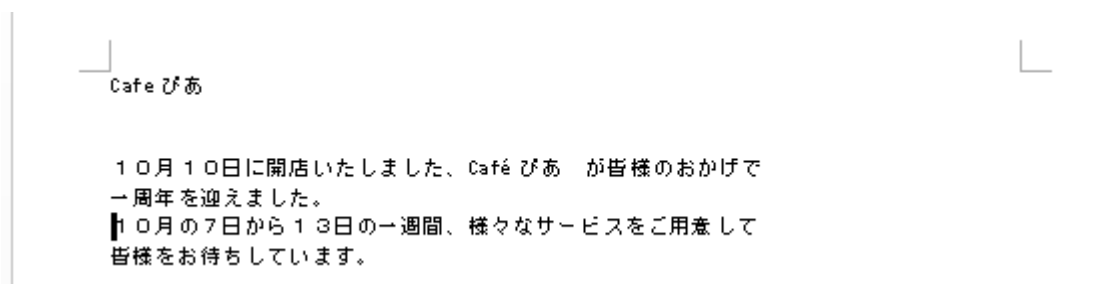 Cafe ぴあ
１０月１０日に開店いたしました、Café ぴあ　が皆様のおかげで
一周年を迎えました。
１０月の７日から１３日の一週間、様々なサービスをご用意して
皆様をお待ちしています。